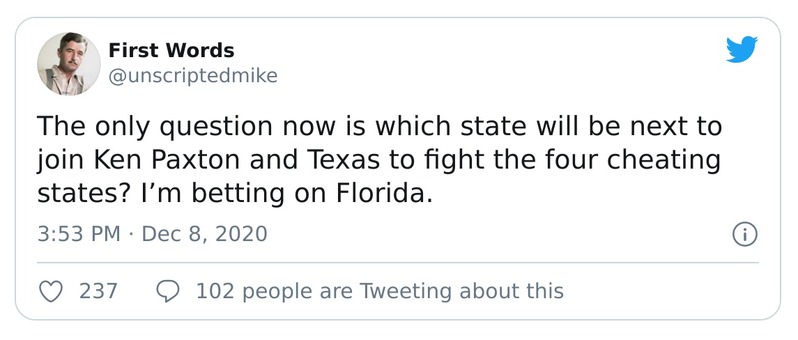 First Words
@unscriptedmike
The only question now is which state will be next to
join Ken Paxton and Texas to fight the four cheating
states? I’m betting on Florida.
3:53 PM · Dec 8, 2020
237
102 people are Tweeting about this